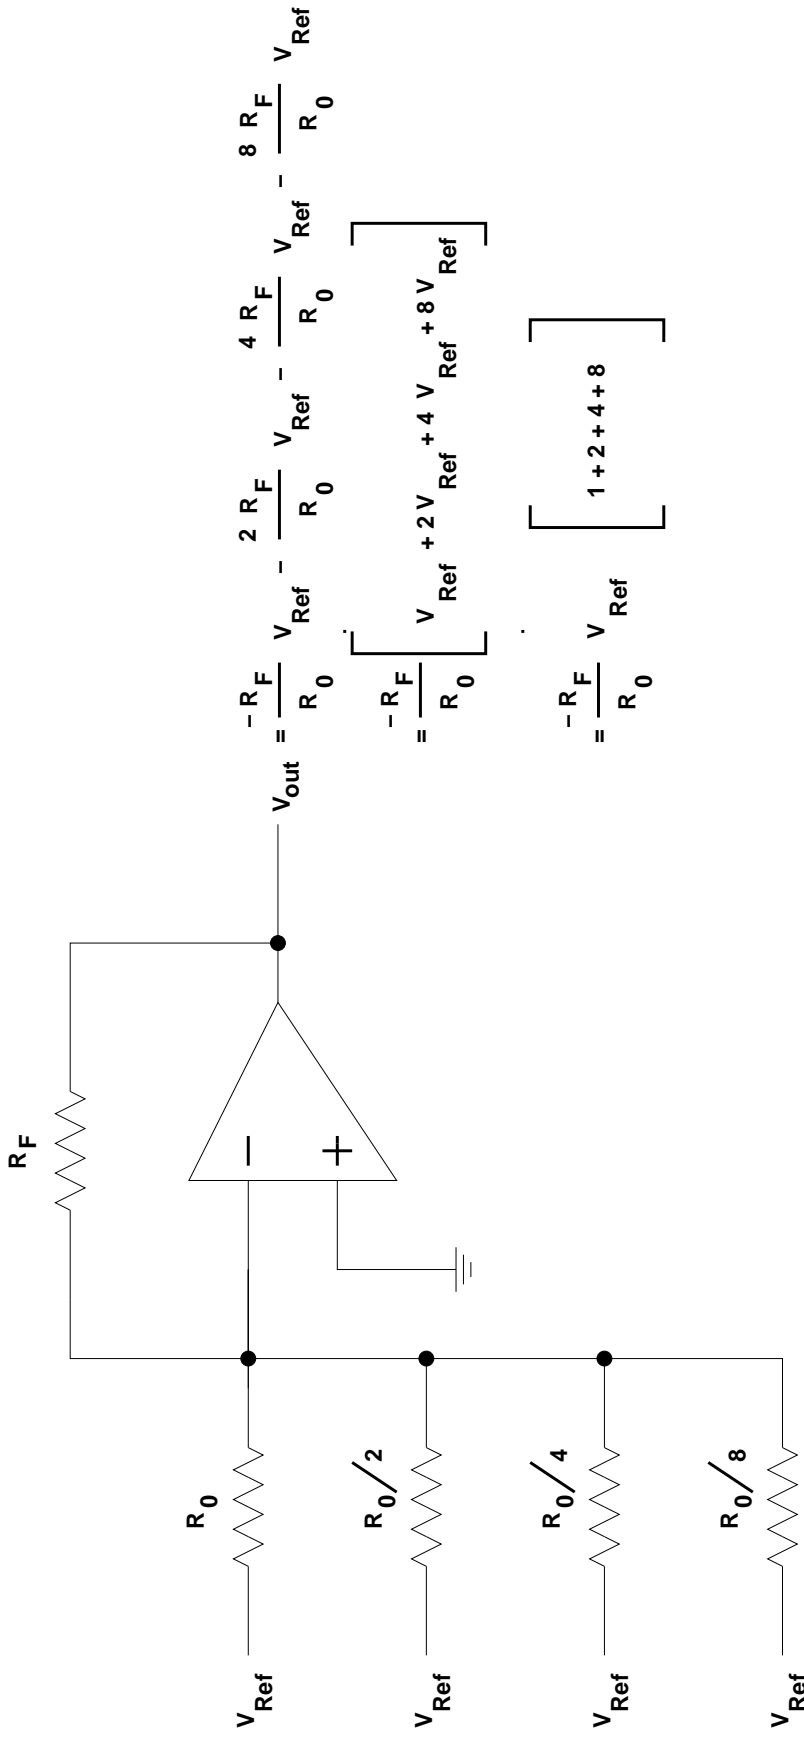 R_F
R_0
V_Ref
R_0/2
V_Ref
R_0/4
V_Ref
R_0/8
V_Ref
−
+
V_out = −R_F/R_0 V_Ref − 2 R_F/R_0 V_Ref − 4 R_F/R_0 V_Ref − 8 R_F/R_0 V_Ref
= −R_F/R_0 [ V_Ref + 2 V_Ref + 4 V_Ref + 8 V_Ref ]
= −R_F/R_0 V_Ref [ 1 + 2 + 4 + 8 ]